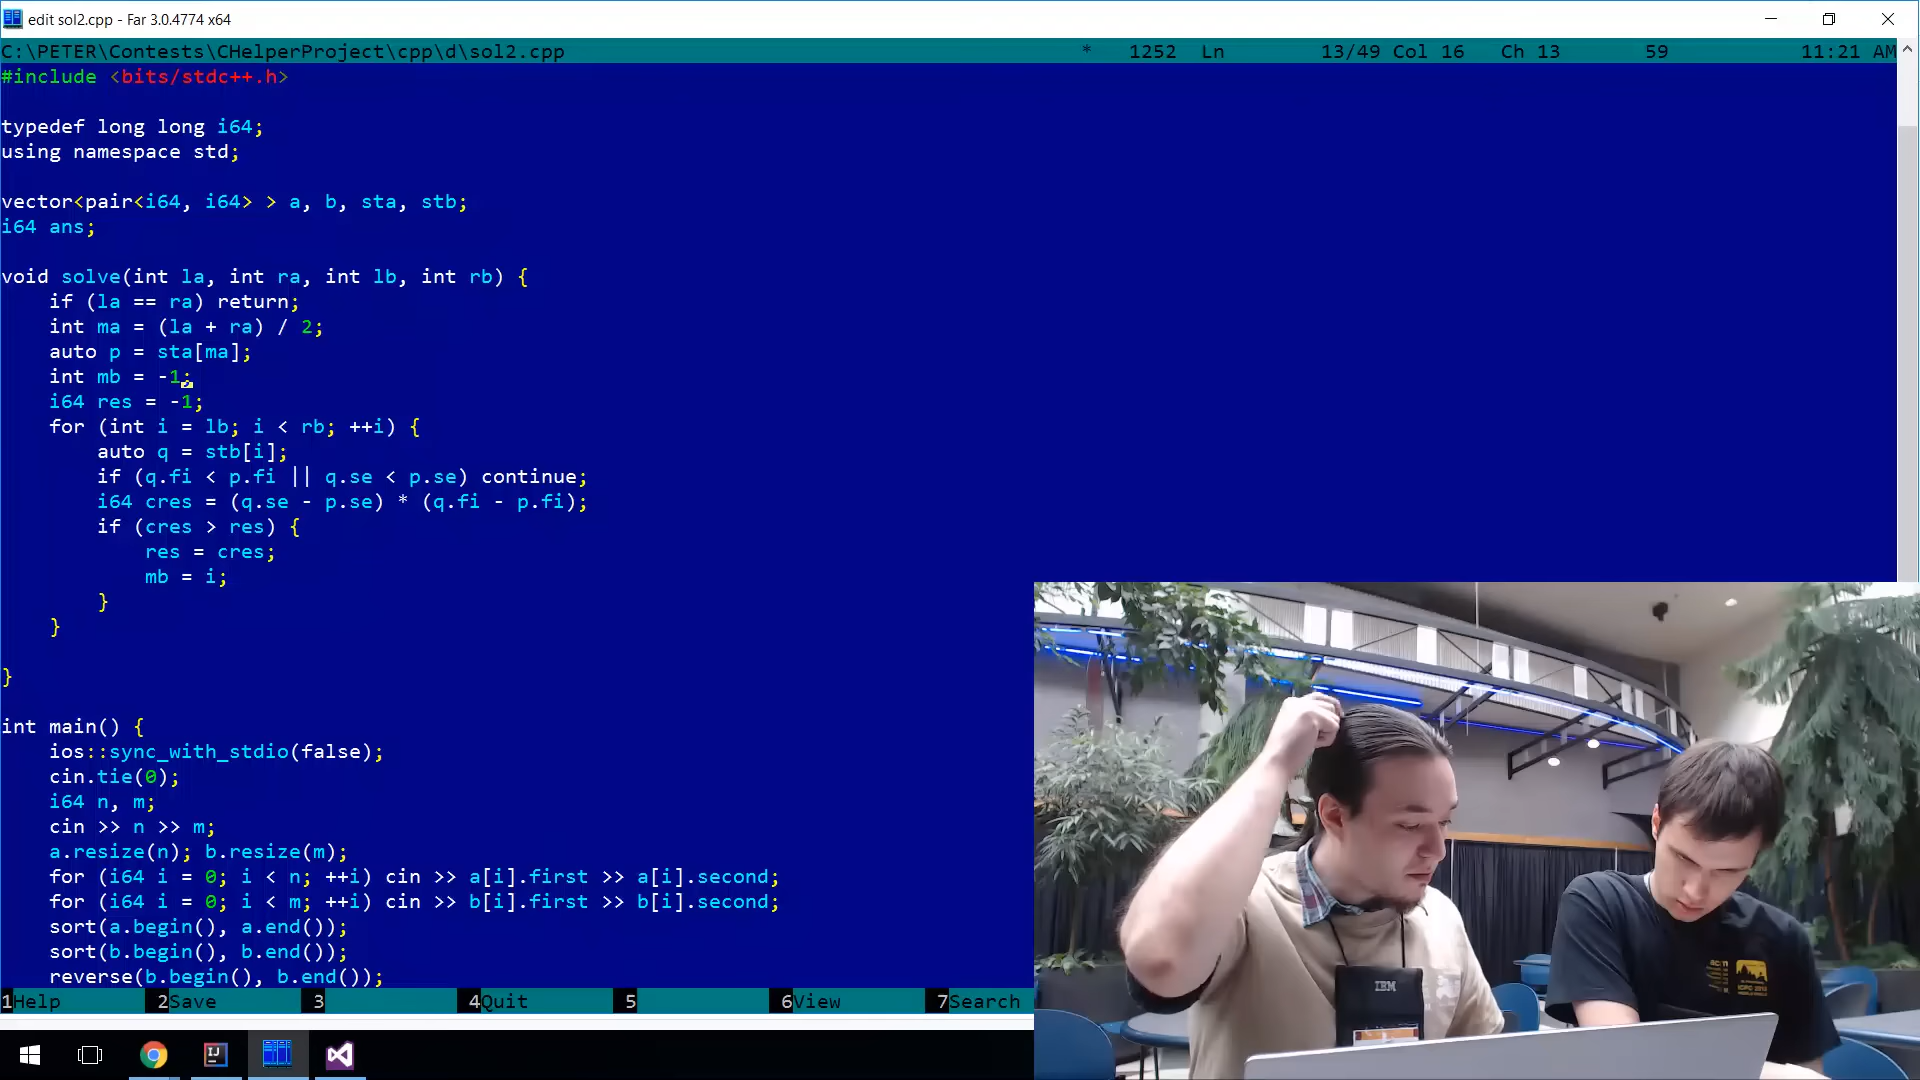 edit sol2.cpp - Far 3.0.4774 x64
C:\PETER\Contests\CHelperProject\cpp\d\sol2.cpp * 1252 Ln 13/49 Col 16 Ch 13 59 11:21 AM
#include <bits/stdc++.h>
typedef long long i64;
using namespace std;
vector<pair<i64, i64> > a, b, sta, stb;
i64 ans;
void solve(int la, int ra, int lb, int rb) {
    if (la == ra) return;
    int ma = (la + ra) / 2;
    auto p = sta[ma];
    int mb = -1;
    i64 res = -1;
    for (int i = lb; i < rb; ++i) {
        auto q = stb[i];
        if (q.fi < p.fi || q.se < p.se) continue;
        i64 cres = (q.se - p.se) * (q.fi - p.fi);
        if (cres > res) {
            res = cres;
            mb = i;
        }
    }
}
int main() {
    ios::sync_with_stdio(false);
    cin.tie(0);
    i64 n, m;
    cin >> n >> m;
    a.resize(n); b.resize(m);
    for (i64 i = 0; i < n; ++i) cin >> a[i].first >> a[i].second;
    for (i64 i = 0; i < m; ++i) cin >> b[i].first >> b[i].second;
    sort(a.begin(), a.end());
    sort(b.begin(), b.end());
    reverse(b.begin(), b.end());
1Help 2Save 3 4Quit 5 6View 7Search
IJ
IBM